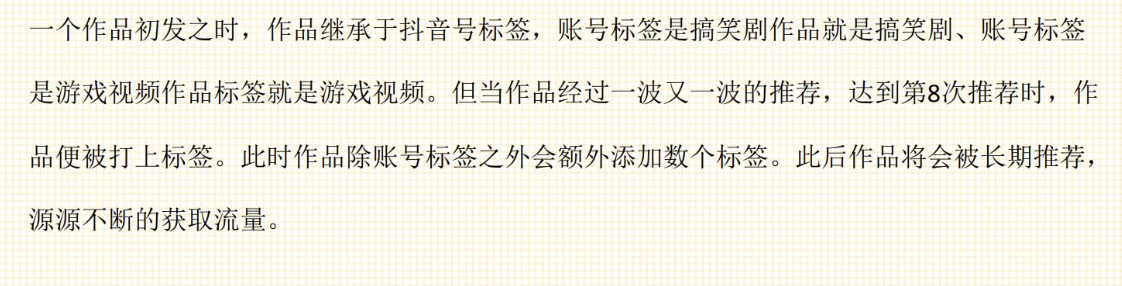 一个作品初发之时，作品继承于抖音号标签，账号标签是搞笑剧作品就是搞笑剧、账号标签
是游戏视频作品标签就是游戏视频。但当作品经过一波又一波的推荐，达到第8次推荐时，作
品便被打上标签。此时作品除账号标签之外会额外添加数个标签。此后作品将会被长期推荐，
源源不断的获取流量。